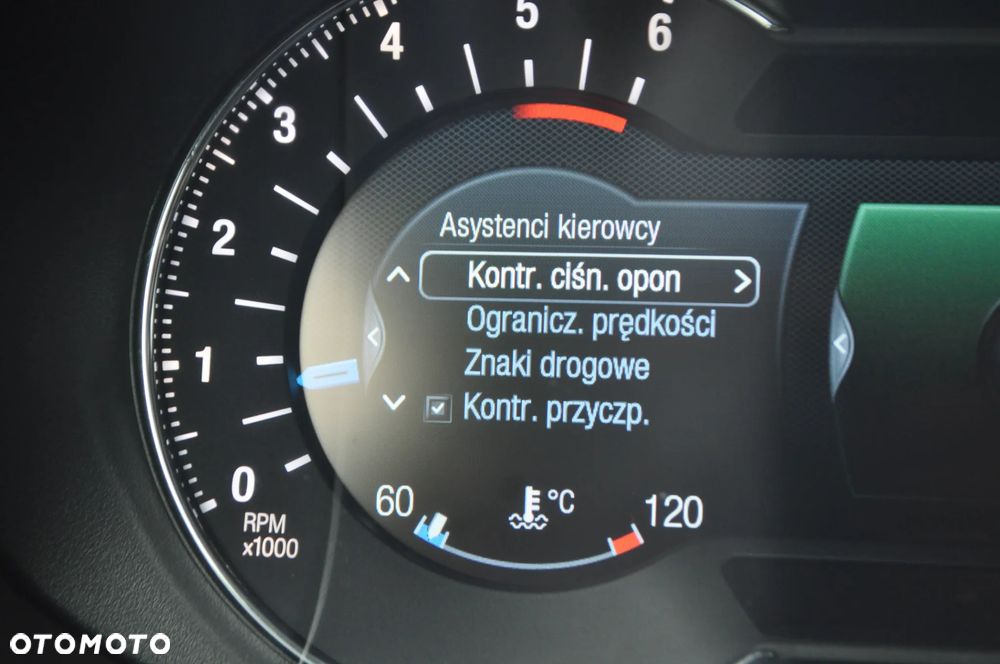 5
6
4
3
2
1
0
RPM
x1000
Asystenci kierowcy
Kontr. ciśn. opon
Ogranicz. prędkości
Znaki drogowe
Kontr. przyczp.
60
°C
120
OTOMOTO